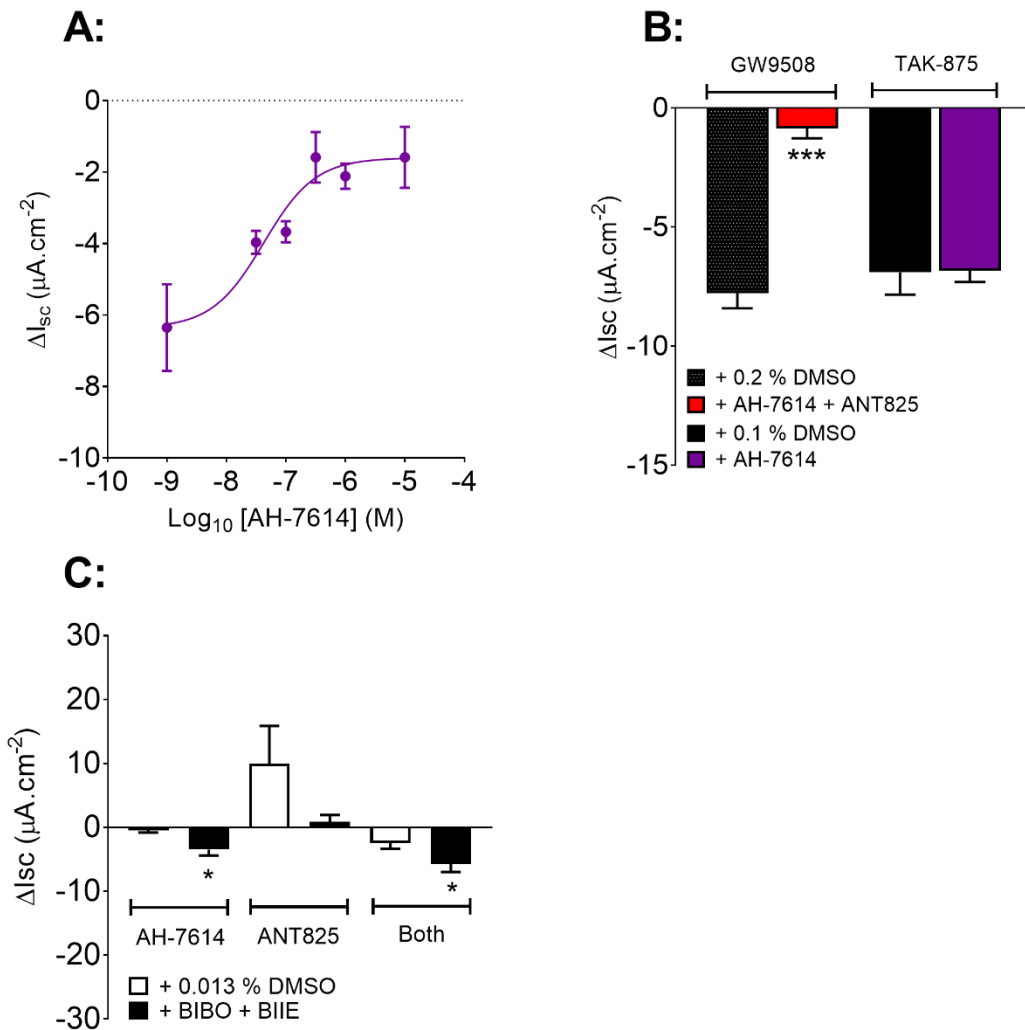 A:
0
-2
-4
-6
-8
-10
ΔIsc (µA.cm-2)
-10 -9 -8 -7 -6 -5 -4
Log10 [AH-7614] (M)
B:
GW9508 TAK-875
0
-5
-10
-15
ΔIsc (µA.cm-2)
***
+ 0.2 % DMSO
+ AH-7614 + ANT825
+ 0.1 % DMSO
+ AH-7614
C:
30
20
10
0
-10
-20
-30
ΔIsc (µA.cm-2)
* *
AH-7614 ANT825 Both
+ 0.013 % DMSO
+ BIBO + BIIE